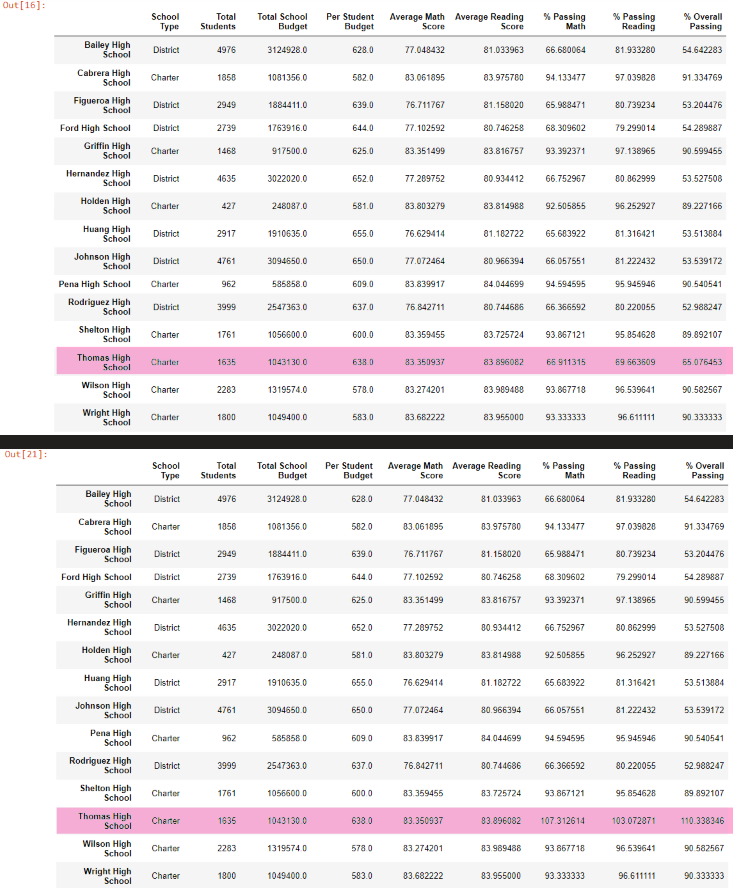 Out[16]:
School Type Total Students Total School Budget Per Student Budget Average Math Score Average Reading Score % Passing Math % Passing Reading % Overall Passing
Bailey High School District 4976 3124928.0 628.0 77.048432 81.033963 66.680064 81.933280 54.642283
Cabrera High School Charter 1858 1081356.0 582.0 83.061895 83.975780 94.133477 97.039828 91.334769
Figueroa High School District 2949 1884411.0 639.0 76.711767 81.158020 65.988471 80.739234 53.204476
Ford High School District 2739 1763916.0 644.0 77.102592 80.746258 68.309602 79.299014 54.289887
Griffin High School Charter 1468 917500.0 625.0 83.351499 83.816757 93.392371 97.138965 90.599455
Hernandez High School District 4635 3022020.0 652.0 77.289752 80.934412 66.752967 80.862999 53.527508
Holden High School Charter 427 248087.0 581.0 83.803279 83.814988 92.505855 96.252927 89.227166
Huang High School District 2917 1910635.0 655.0 76.629414 81.182722 65.683922 81.316421 53.513884
Johnson High School District 4761 3094650.0 650.0 77.072464 80.966394 66.057551 81.222432 53.539172
Pena High School Charter 962 585858.0 609.0 83.839917 84.044699 94.594595 95.945946 90.540541
Rodriguez High School District 3999 2547363.0 637.0 76.842711 80.744686 66.366592 80.220055 52.988247
Shelton High School Charter 1761 1056600.0 600.0 83.359455 83.725724 93.867121 95.854628 89.892107
Thomas High School Charter 1635 1043130.0 638.0 83.350937 83.896082 66.911315 69.663609 65.076453
Wilson High School Charter 2283 1319574.0 578.0 83.274201 83.989488 93.867718 96.539641 90.582567
Wright High School Charter 1800 1049400.0 583.0 83.682222 83.955000 93.333333 96.611111 90.333333
Out[21]:
School Type Total Students Total School Budget Per Student Budget Average Math Score Average Reading Score % Passing Math % Passing Reading % Overall Passing
Bailey High School District 4976 3124928.0 628.0 77.048432 81.033963 66.680064 81.933280 54.642283
Cabrera High School Charter 1858 1081356.0 582.0 83.061895 83.975780 94.133477 97.039828 91.334769
Figueroa High School District 2949 1884411.0 639.0 76.711767 81.158020 65.988471 80.739234 53.204476
Ford High School District 2739 1763916.0 644.0 77.102592 80.746258 68.309602 79.299014 54.289887
Griffin High School Charter 1468 917500.0 625.0 83.351499 83.816757 93.392371 97.138965 90.599455
Hernandez High School District 4635 3022020.0 652.0 77.289752 80.934412 66.752967 80.862999 53.527508
Holden High School Charter 427 248087.0 581.0 83.803279 83.814988 92.505855 96.252927 89.227166
Huang High School District 2917 1910635.0 655.0 76.629414 81.182722 65.683922 81.316421 53.513884
Johnson High School District 4761 3094650.0 650.0 77.072464 80.966394 66.057551 81.222432 53.539172
Pena High School Charter 962 585858.0 609.0 83.839917 84.044699 94.594595 95.945946 90.540541
Rodriguez High School District 3999 2547363.0 637.0 76.842711 80.744686 66.366592 80.220055 52.988247
Shelton High School Charter 1761 1056600.0 600.0 83.359455 83.725724 93.867121 95.854628 89.892107
Thomas High School Charter 1635 1043130.0 638.0 83.350937 83.896082 107.312614 103.072871 110.338346
Wilson High School Charter 2283 1319574.0 578.0 83.274201 83.989488 93.867718 96.539641 90.582567
Wright High School Charter 1800 1049400.0 583.0 83.682222 83.955000 93.333333 96.611111 90.333333